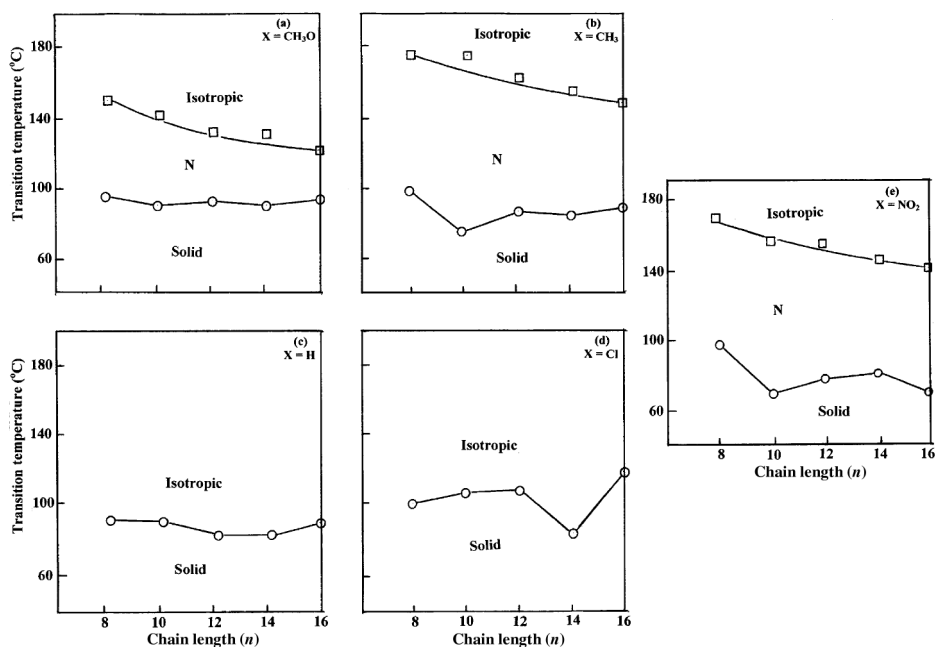 (a)
X = CH₃O
180
Isotropic
140
N
100
Solid
60
Transition temperature (°C)
(b)
X = CH₃
Isotropic
N
Solid
(c)
X = H
180
140
Isotropic
100
Solid
60
Transition temperature (°C)
8 10 12 14 16
Chain length (n)
(d)
X = Cl
Isotropic
Solid
8 10 12 14 16
Chain length (n)
(e)
X = NO₂
180
Isotropic
140
N
100
Solid
60
8 10 12 14 16
Chain length (n)